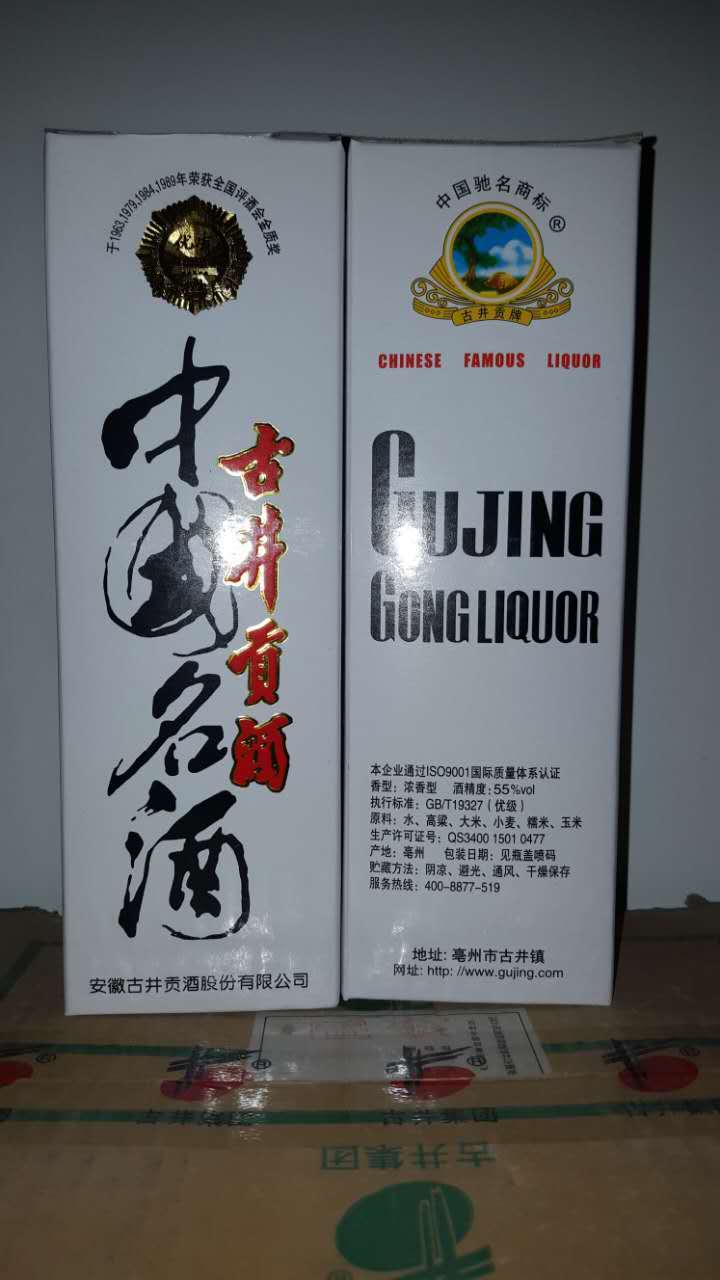 于1963,1979,1984,1989年荣获全国评酒会金质奖
中国名酒
古井贡酒
安徽古井贡酒股份有限公司
中国驰名商标
®
古井贡牌
CHINESE FAMOUS LIQUOR
GUJING
GONG LIQUOR
本企业通过ISO9001国际质量体系认证
香型：浓香型 酒精度：55%vol
执行标准：GB/T19327（优级）
原料：水、高粱、大米、小麦、糯米、玉米
生产许可证号：QS3400 1501 0477
产地：亳州 包装日期：见瓶盖喷码
贮藏方法：阴凉、避光、通风、干燥保存
服务热线：400-8877-519
地址: 亳州市古井镇
网址: http: //www.gujing.com
古井集团